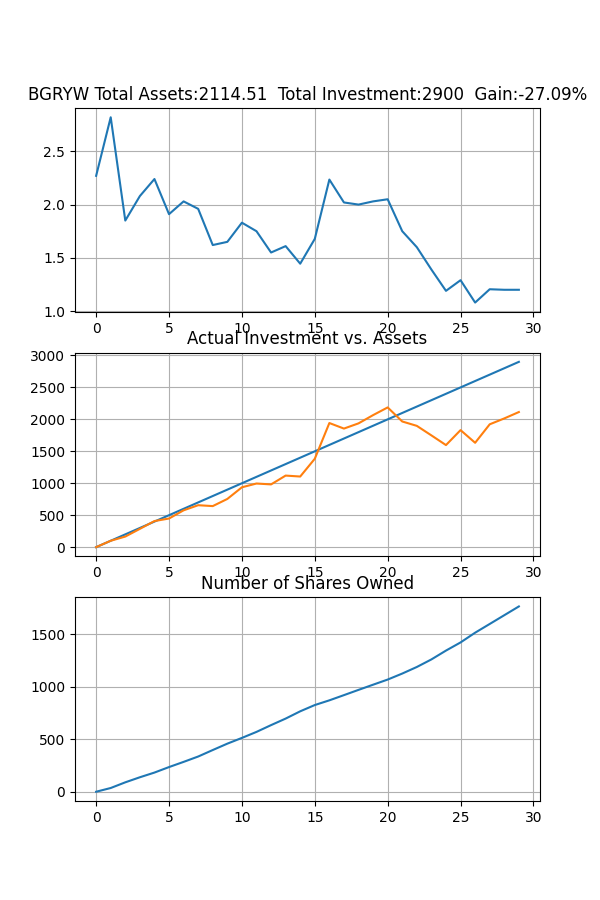 BGRYW Total Assets:2114.51  Total Investment:2900  Gain:-27.09%
2.5
2.0
1.5
1.0
0 5 10 15 20 25 30
Actual Investment vs. Assets
3000
2500
2000
1500
1000
500
0
0 5 10 15 20 25 30
Number of Shares Owned
1500
1000
500
0
0 5 10 15 20 25 30